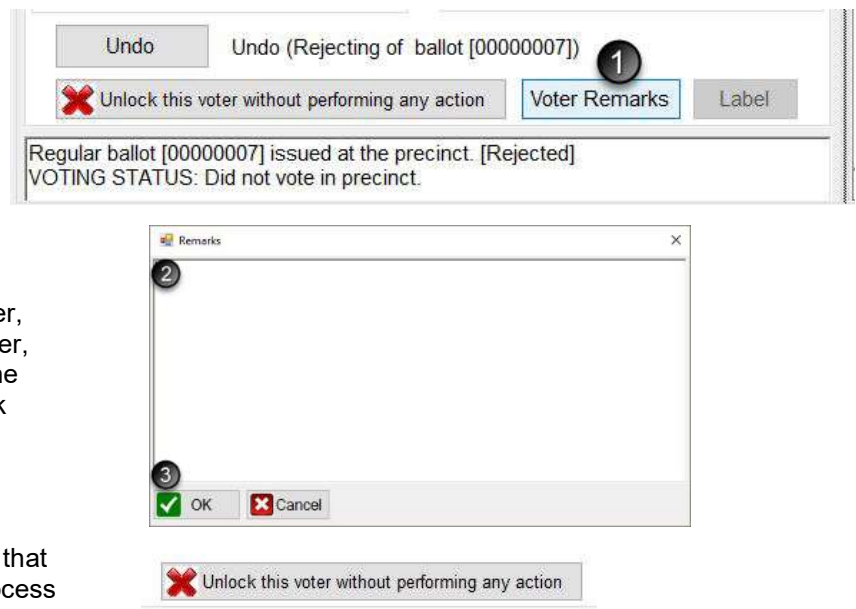 Undo Undo (Rejecting of ballot [00000007])
1
Unlock this voter without performing any action Voter Remarks Label
Regular ballot [00000007] issued at the precinct. [Rejected]
VOTING STATUS: Did not vote in precinct.
Remarks
2
3
OK Cancel
that
Unlock this voter without performing any action